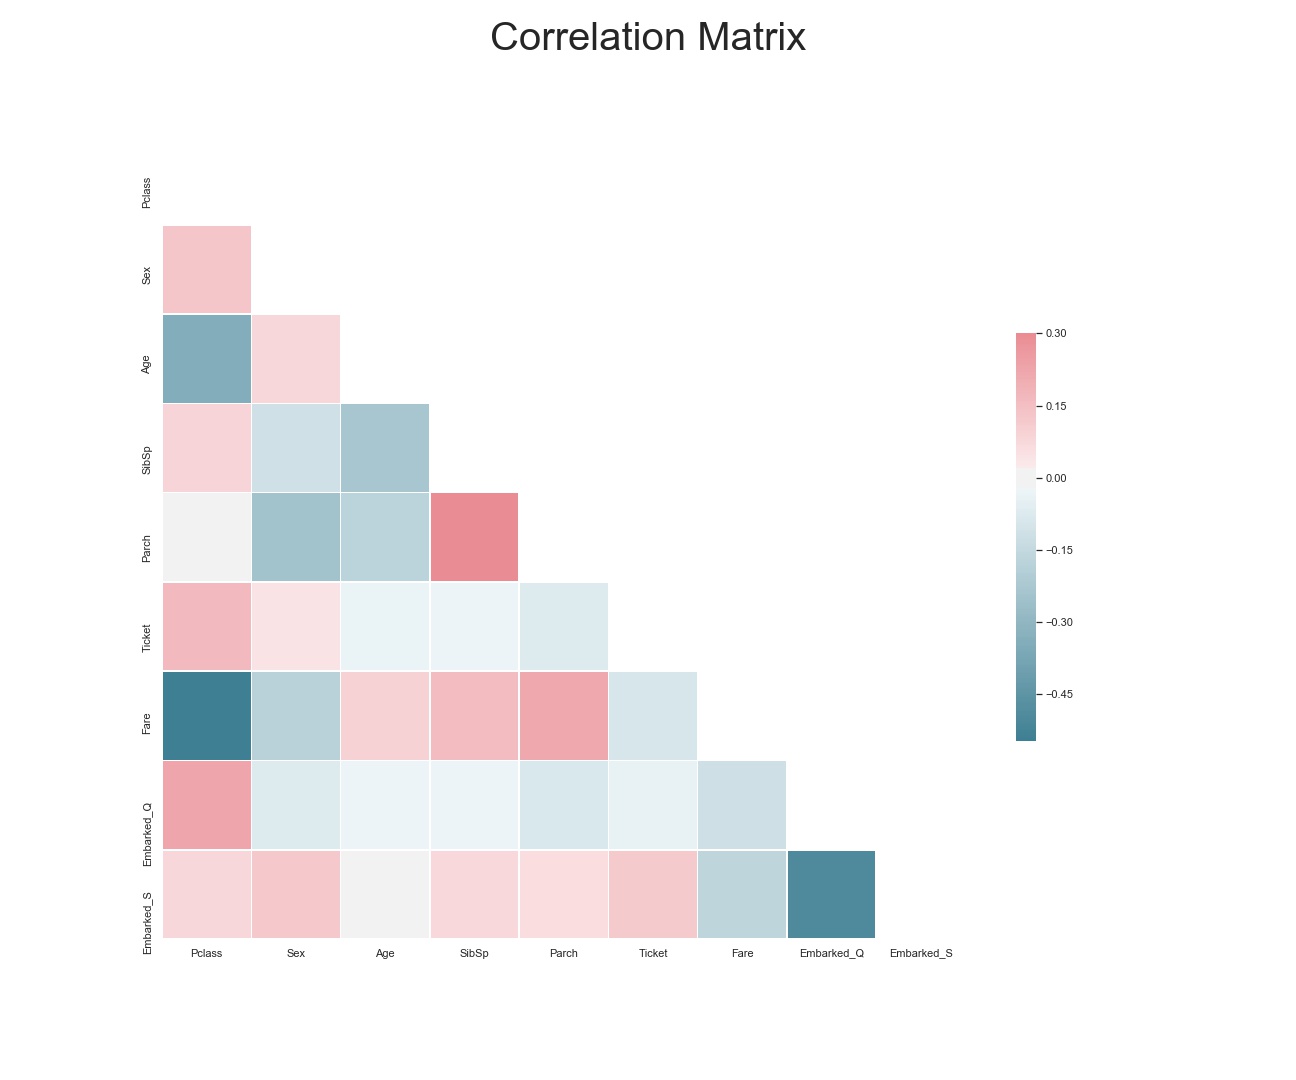 Correlation Matrix
Pclass
Sex
Age
SibSp
Parch
Ticket
Fare
Embarked_Q
Embarked_S
Pclass Sex Age SibSp Parch Ticket Fare Embarked_Q Embarked_S
0.30
0.15
0.00
−0.15
−0.30
−0.45